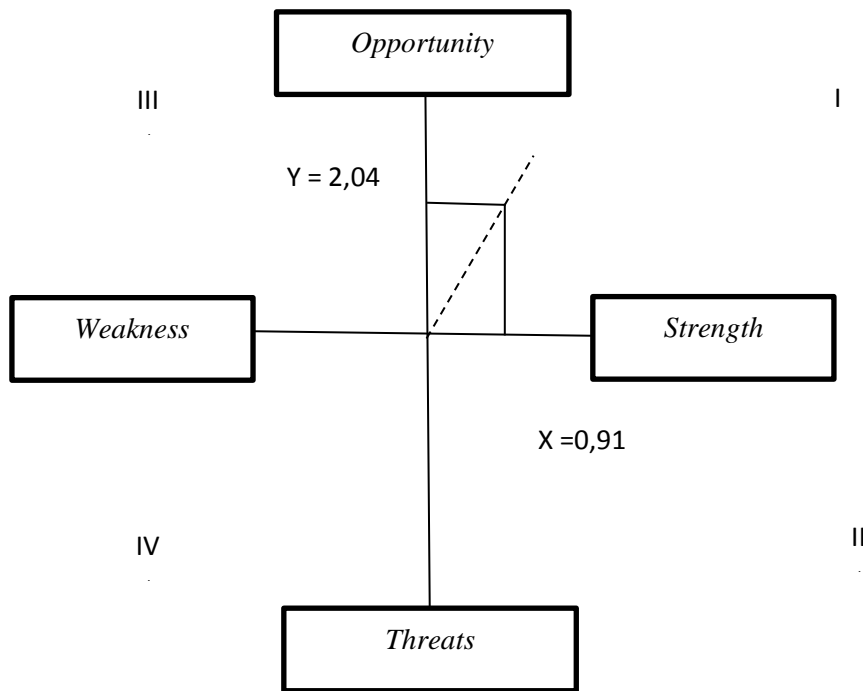 Opportunity
III
I
Y = 2,04
Weakness
Strength
X =0,91
IV
II
Threats